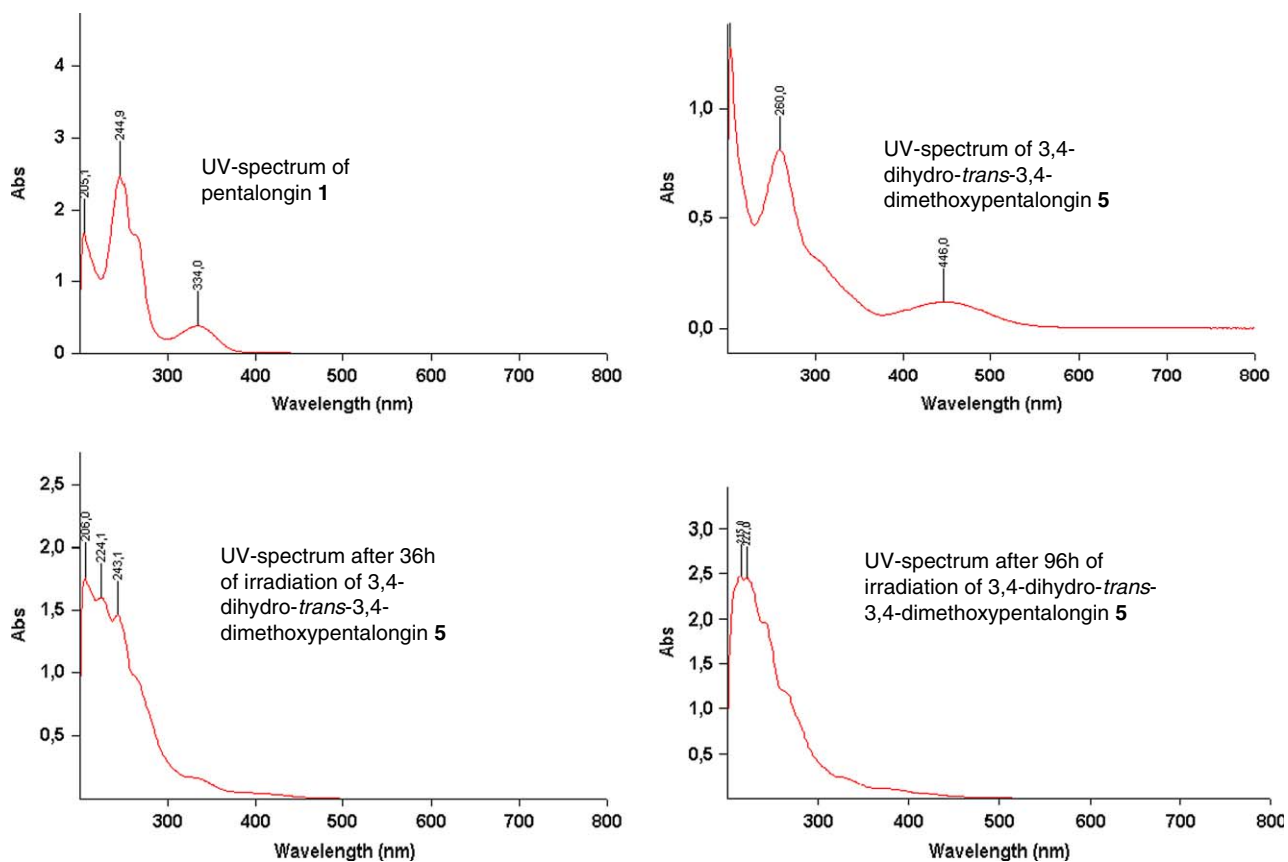 4
3
2
1
0
Abs
205,1
244,9
334,0
UV-spectrum of
pentalongin 1
300 400 500 600 700 800
Wavelength (nm)
1,0
0,5
0,0
Abs
260,0
446,0
UV-spectrum of 3,4-
dihydro-trans-3,4-
dimethoxypentalongin 5
300 400 500 600 700 800
Wavelength (nm)
2,5
2,0
1,5
1,0
0,5
Abs
206,0
224,1
243,1
UV-spectrum after 36h
of irradiation of 3,4-
dihydro-trans-3,4-
dimethoxypentalongin 5
300 400 500 600 700 800
Wavelength (nm)
3,0
2,5
2,0
1,5
1,0
0,5
Abs
222,0
UV-spectrum after 96h of
irradiation of 3,4-dihydro-trans-
3,4-dimethoxypentalongin 5
300 400 500 600 700 800
Wavelength (nm)